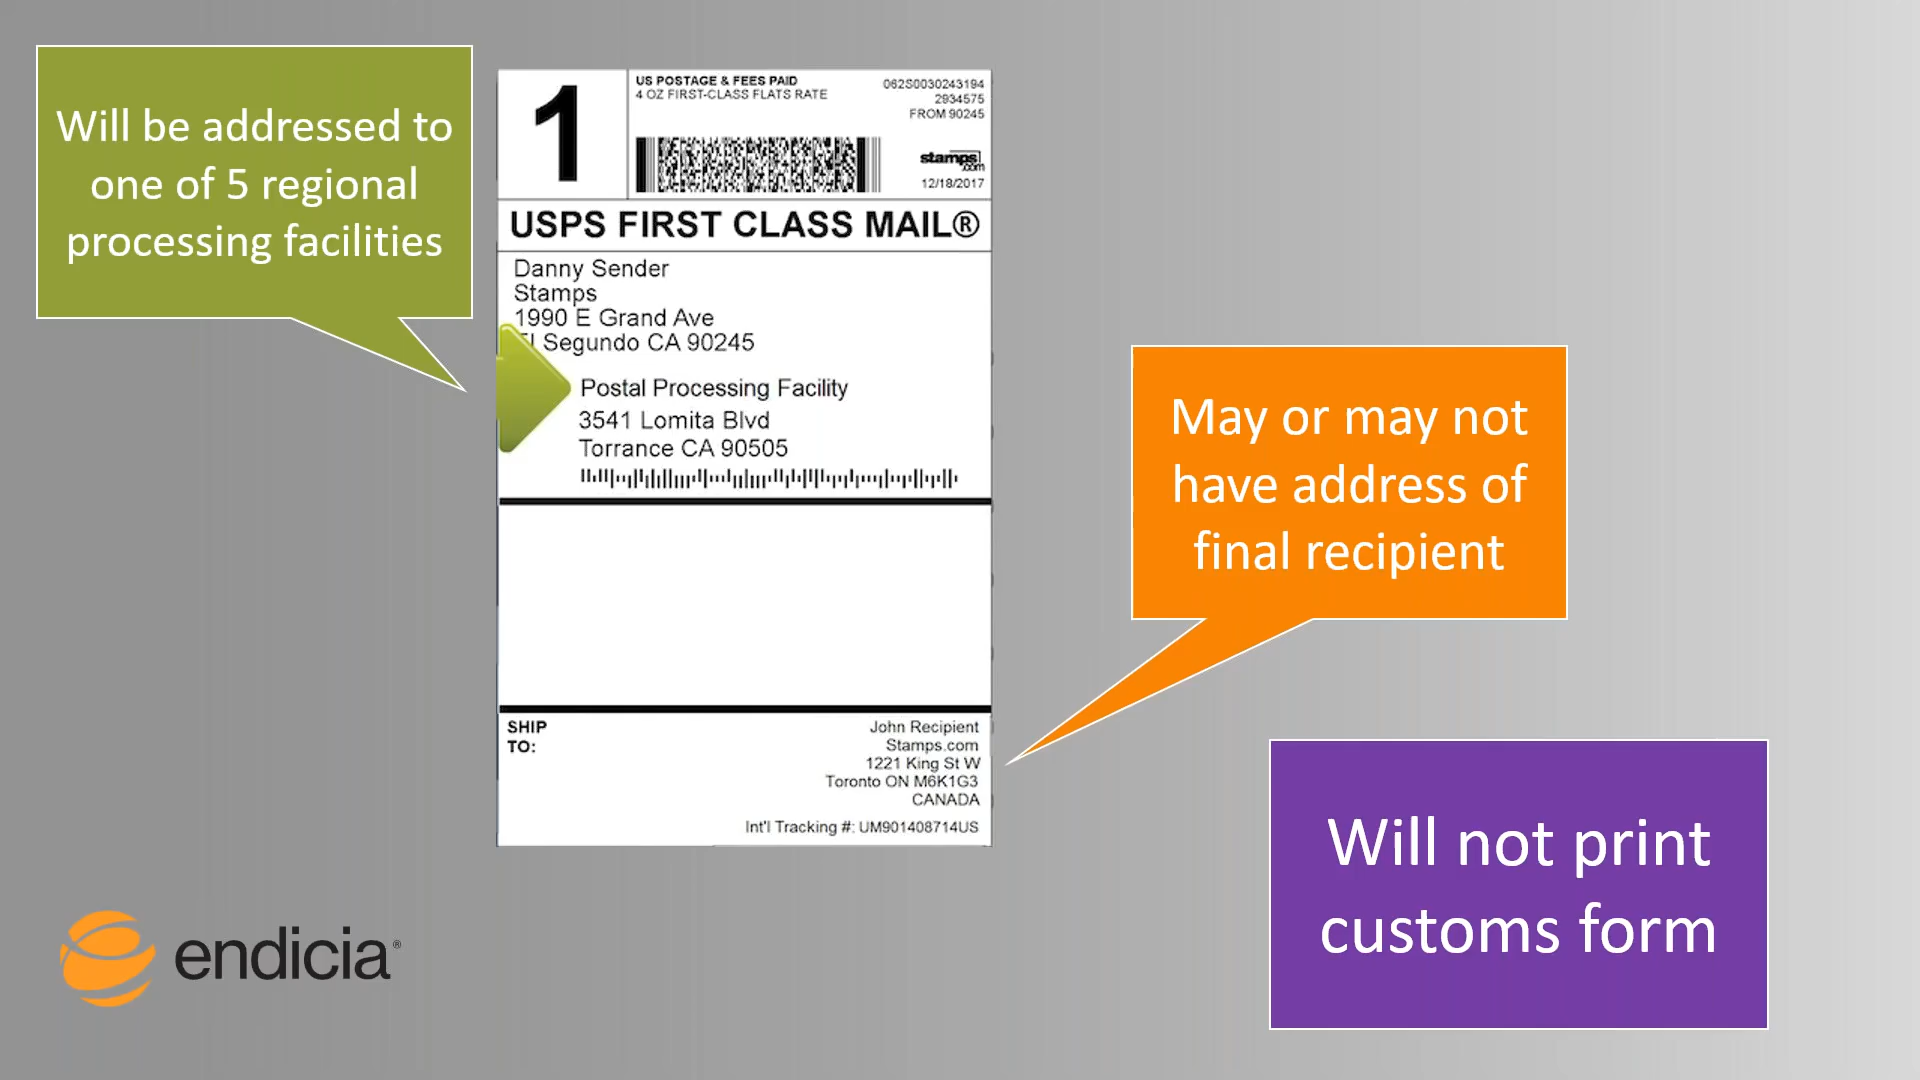 Will be addressed to
one of 5 regional
processing facilities
1
US POSTAGE & FEES PAID
4 OZ FIRST-CLASS FLATS RATE
062S0030243194
2934575
FROM 90245
stamps
.com
12/18/2017
USPS FIRST CLASS MAIL®
Danny Sender
Stamps
1990 E Grand Ave
El Segundo CA 90245
Postal Processing Facility
3541 Lomita Blvd
Torrance CA 90505
May or may not
have address of
final recipient
SHIP
TO:
John Recipient
Stamps.com
1221 King St W
Toronto ON M6K1G3
CANADA
Int'l Tracking #: UM901408714US
Will not print
customs form
endicia®